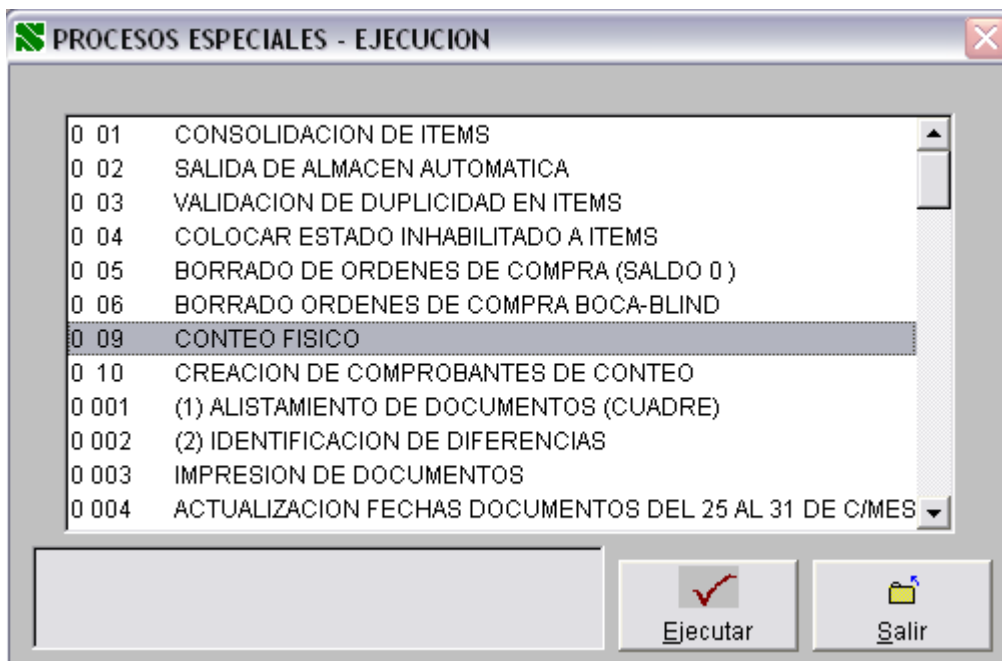 PROCESOS ESPECIALES - EJECUCION
0 01 CONSOLIDACION DE ITEMS
0 02 SALIDA DE ALMACEN AUTOMATICA
0 03 VALIDACION DE DUPLICIDAD EN ITEMS
0 04 COLOCAR ESTADO INHABILITADO A ITEMS
0 05 BORRADO DE ORDENES DE COMPRA (SALDO 0 )
0 06 BORRADO ORDENES DE COMPRA BOCA-BLIND
0 09 CONTEO FISICO
0 10 CREACION DE COMPROBANTES DE CONTEO
0 001 (1) ALISTAMIENTO DE DOCUMENTOS (CUADRE)
0 002 (2) IDENTIFICACION DE DIFERENCIAS
0 003 IMPRESION DE DOCUMENTOS
0 004 ACTUALIZACION FECHAS DOCUMENTOS DEL 25 AL 31 DE C/MES
Ejecutar Salir